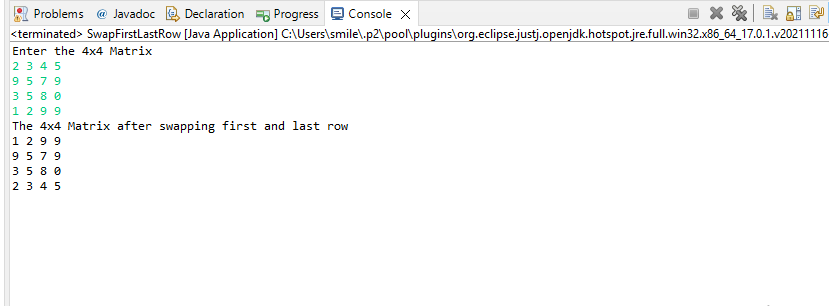 Problems @ Javadoc Declaration Progress Console
<terminated> SwapFirstLastRow [Java Application] C:\Users\smile\.p2\pool\plugins\org.eclipse.justj.openjdk.hotspot.jre.full.win32.x86_64_17.0.1.v20211116
Enter the 4x4 Matrix
2 3 4 5
9 5 7 9
3 5 8 0
1 2 9 9
The 4x4 Matrix after swapping first and last row
1 2 9 9
9 5 7 9
3 5 8 0
2 3 4 5